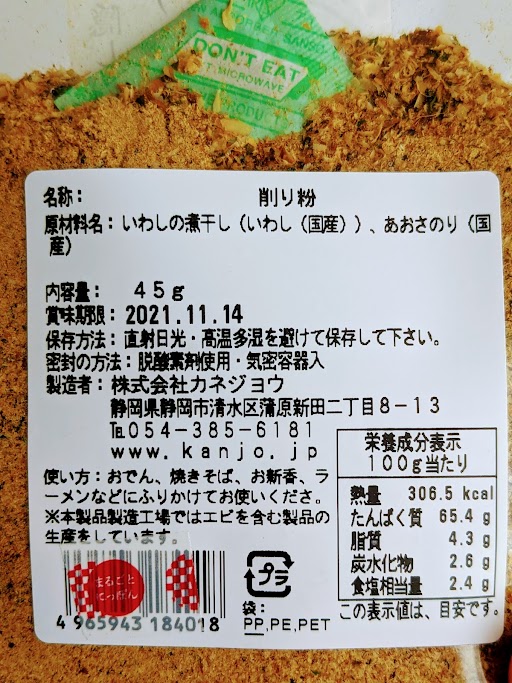 DON'T EAT
MICROWAVE
名称: 削り粉
原材料名:いわしの煮干し(いわし(国産))、あおさのり(国
産)
内容量: 45g
賞味期限:2021.11.14
保存方法:直射日光・高温多湿を避けて保存して下さい。
密封の方法:脱酸素剤使用・気密容器入
製造者:株式会社カネジョウ
静岡県静岡市清水区蒲原新田二丁目8-13
℡054-385-6181
www.kanjo.jp
使い方:おでん、焼きそば、お新香、ラ
ーメンなどにふりかけてお使いください。
※本製品製造工場ではエビを含む製品の
生産をしています。
栄養成分表示
100g当たり
熱量 306.5 kcal
たんぱく質 65.4 g
脂質 4.3 g
炭水化物 2.6 g
食塩相当量 2.4 g
この表示値は、目安です。
まるごと
にっぽん
4 965943 184018
プラ
袋:
PP,PE,PET